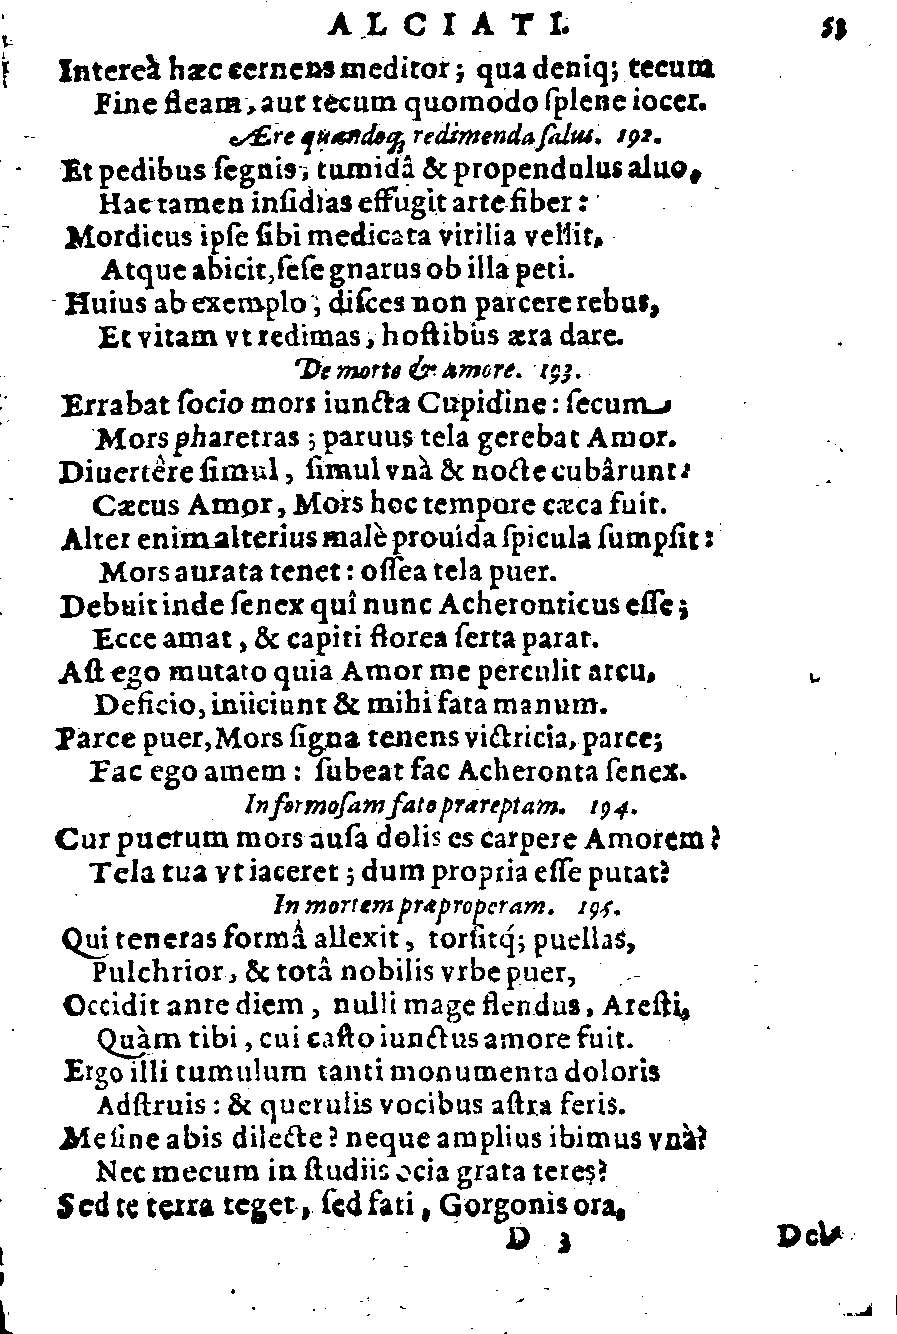 ALCIATI. 53
Intereà hæc cernens meditor; qua deniq; tecum
Fine fleam, aut tecum quomodo ſplene iocer.
Ære quandoq; redimenda ſalus. 192.
Et pedibus ſegnis, tumidâ & propendulus aluo,
Hac tamen inſidias effugit arte fiber:
Mordicus ipſe ſibi medicata virilia vellit,
Atque abicit, ſeſe gnarus ob illa peti.
Huius ab exemplo, diſces non parcere rebus,
Et vitam vt redimas, hoſtibus æra dare.
De morte & Amore. 193.
Errabat ſocio mors iuncta Cupidine: ſecum
Mors pharetras; paruus tela gerebat Amor.
Diuertêre ſimul, ſimul vnà & nocte cubârunt:
Cæcus Amor, Mors hoc tempore cæca fuit.
Alter enim alterius malè prouida ſpicula ſumpſit:
Mors aurata tenet: oſſea tela puer.
Debuit inde ſenex quî nunc Acheronticus eſſe;
Ecce amat, & capiti florea ſerta parat.
Aſt ego mutato quia Amor me perculit arcu,
Deficio, iniiciunt & mihi fata manum.
Parce puer, Mors ſigna tenens victricia, parce;
Fac ego amem: ſubeat fac Acheronta ſenex.
In formoſam fato præreptam. 194.
Cur puerum mors auſa dolis es carpere Amorem?
Tela tua vt iaceret; dum propria eſſe putat?
In mortem præproperam. 195.
Qui teneras formâ allexit, torſitq́; puellas,
Pulchrior, & totâ nobilis vrbe puer,
Occidit ante diem, nulli mage flendus, Areſti,
Quàm tibi, cui caſto iunctus amore fuit.
Ergo illi tumulum tanti monumenta doloris
Adſtruis: & querulis vocibus aſtra feris.
Me ſine abis dilecte? neque amplius ibimus vnà?
Nec mecum in ſtudiis ocia grata teres?
Sed te terra teget, ſed fati, Gorgonis ora,
D 3 Del